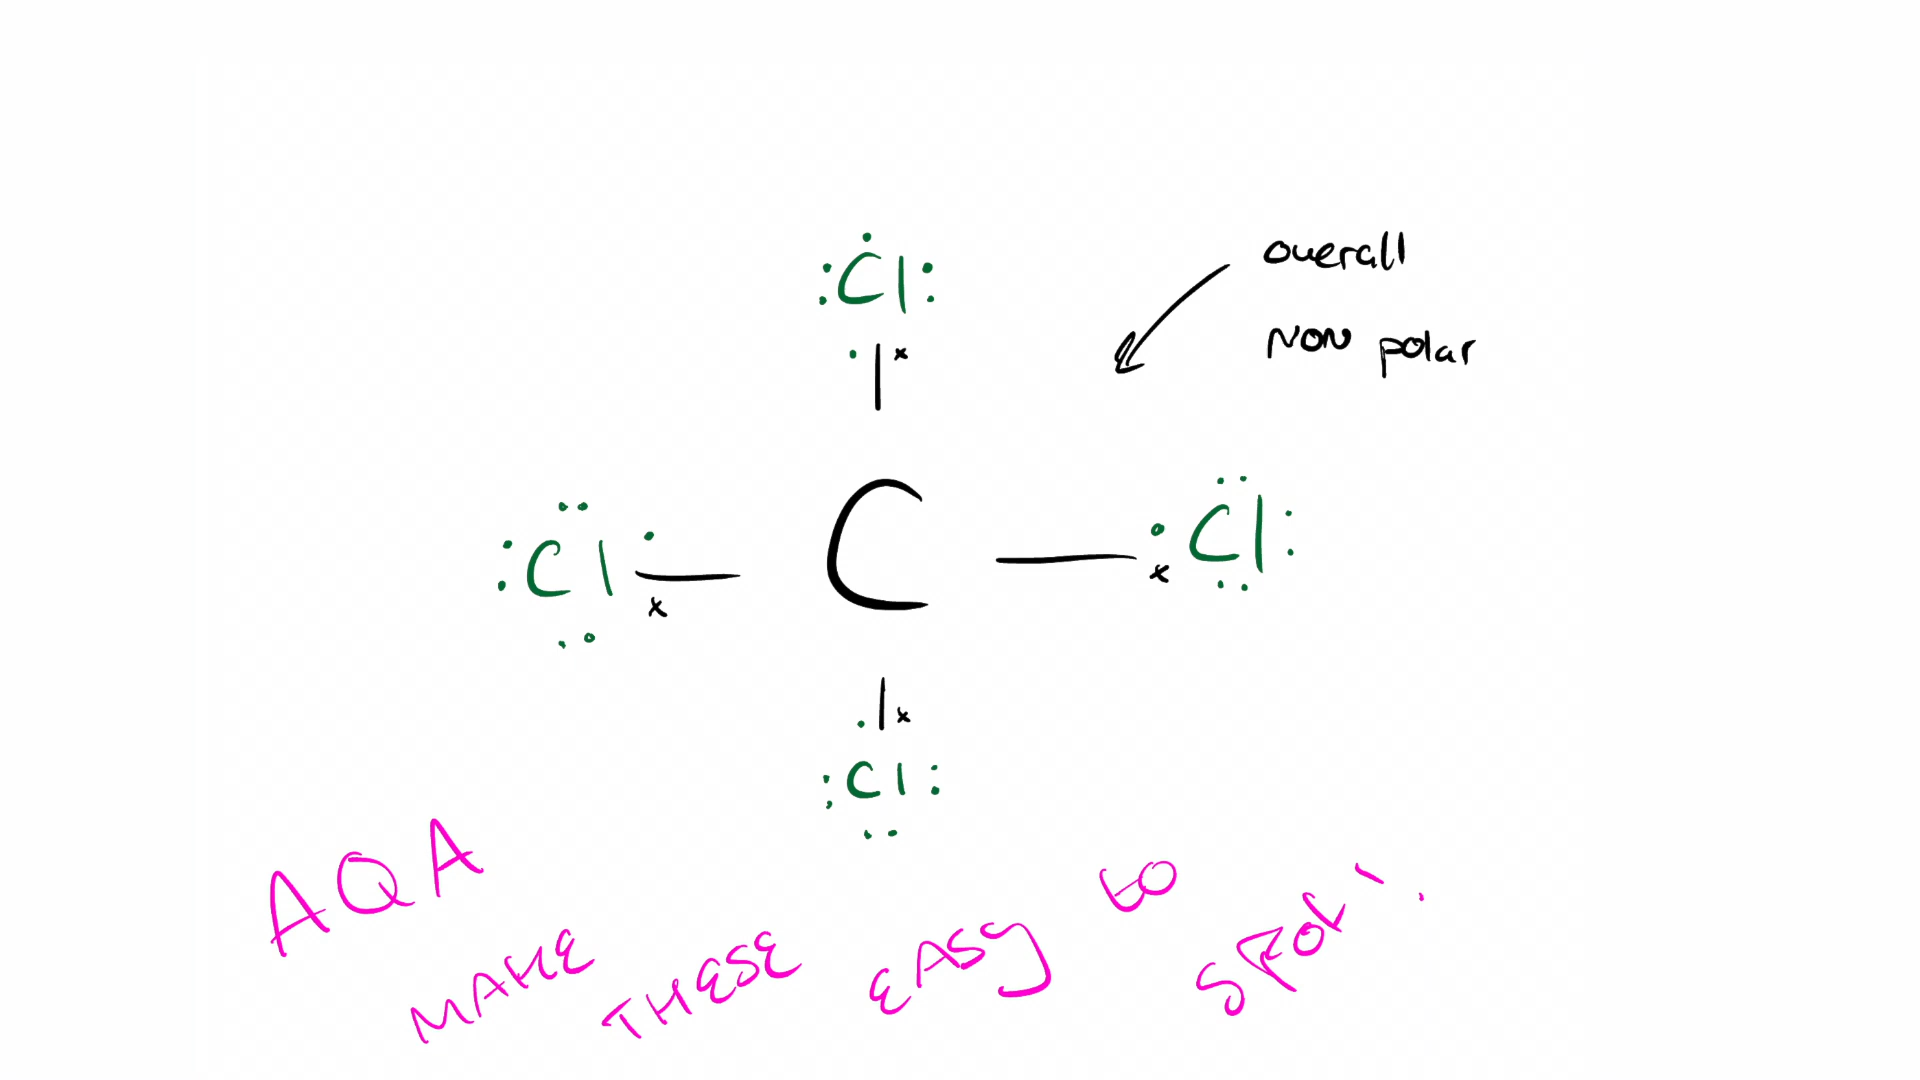 Cl
overall
NON polar
x
Cl
C
Cl
x
x
x
Cl
AQA
MAKE THESE EASY to SPOT!